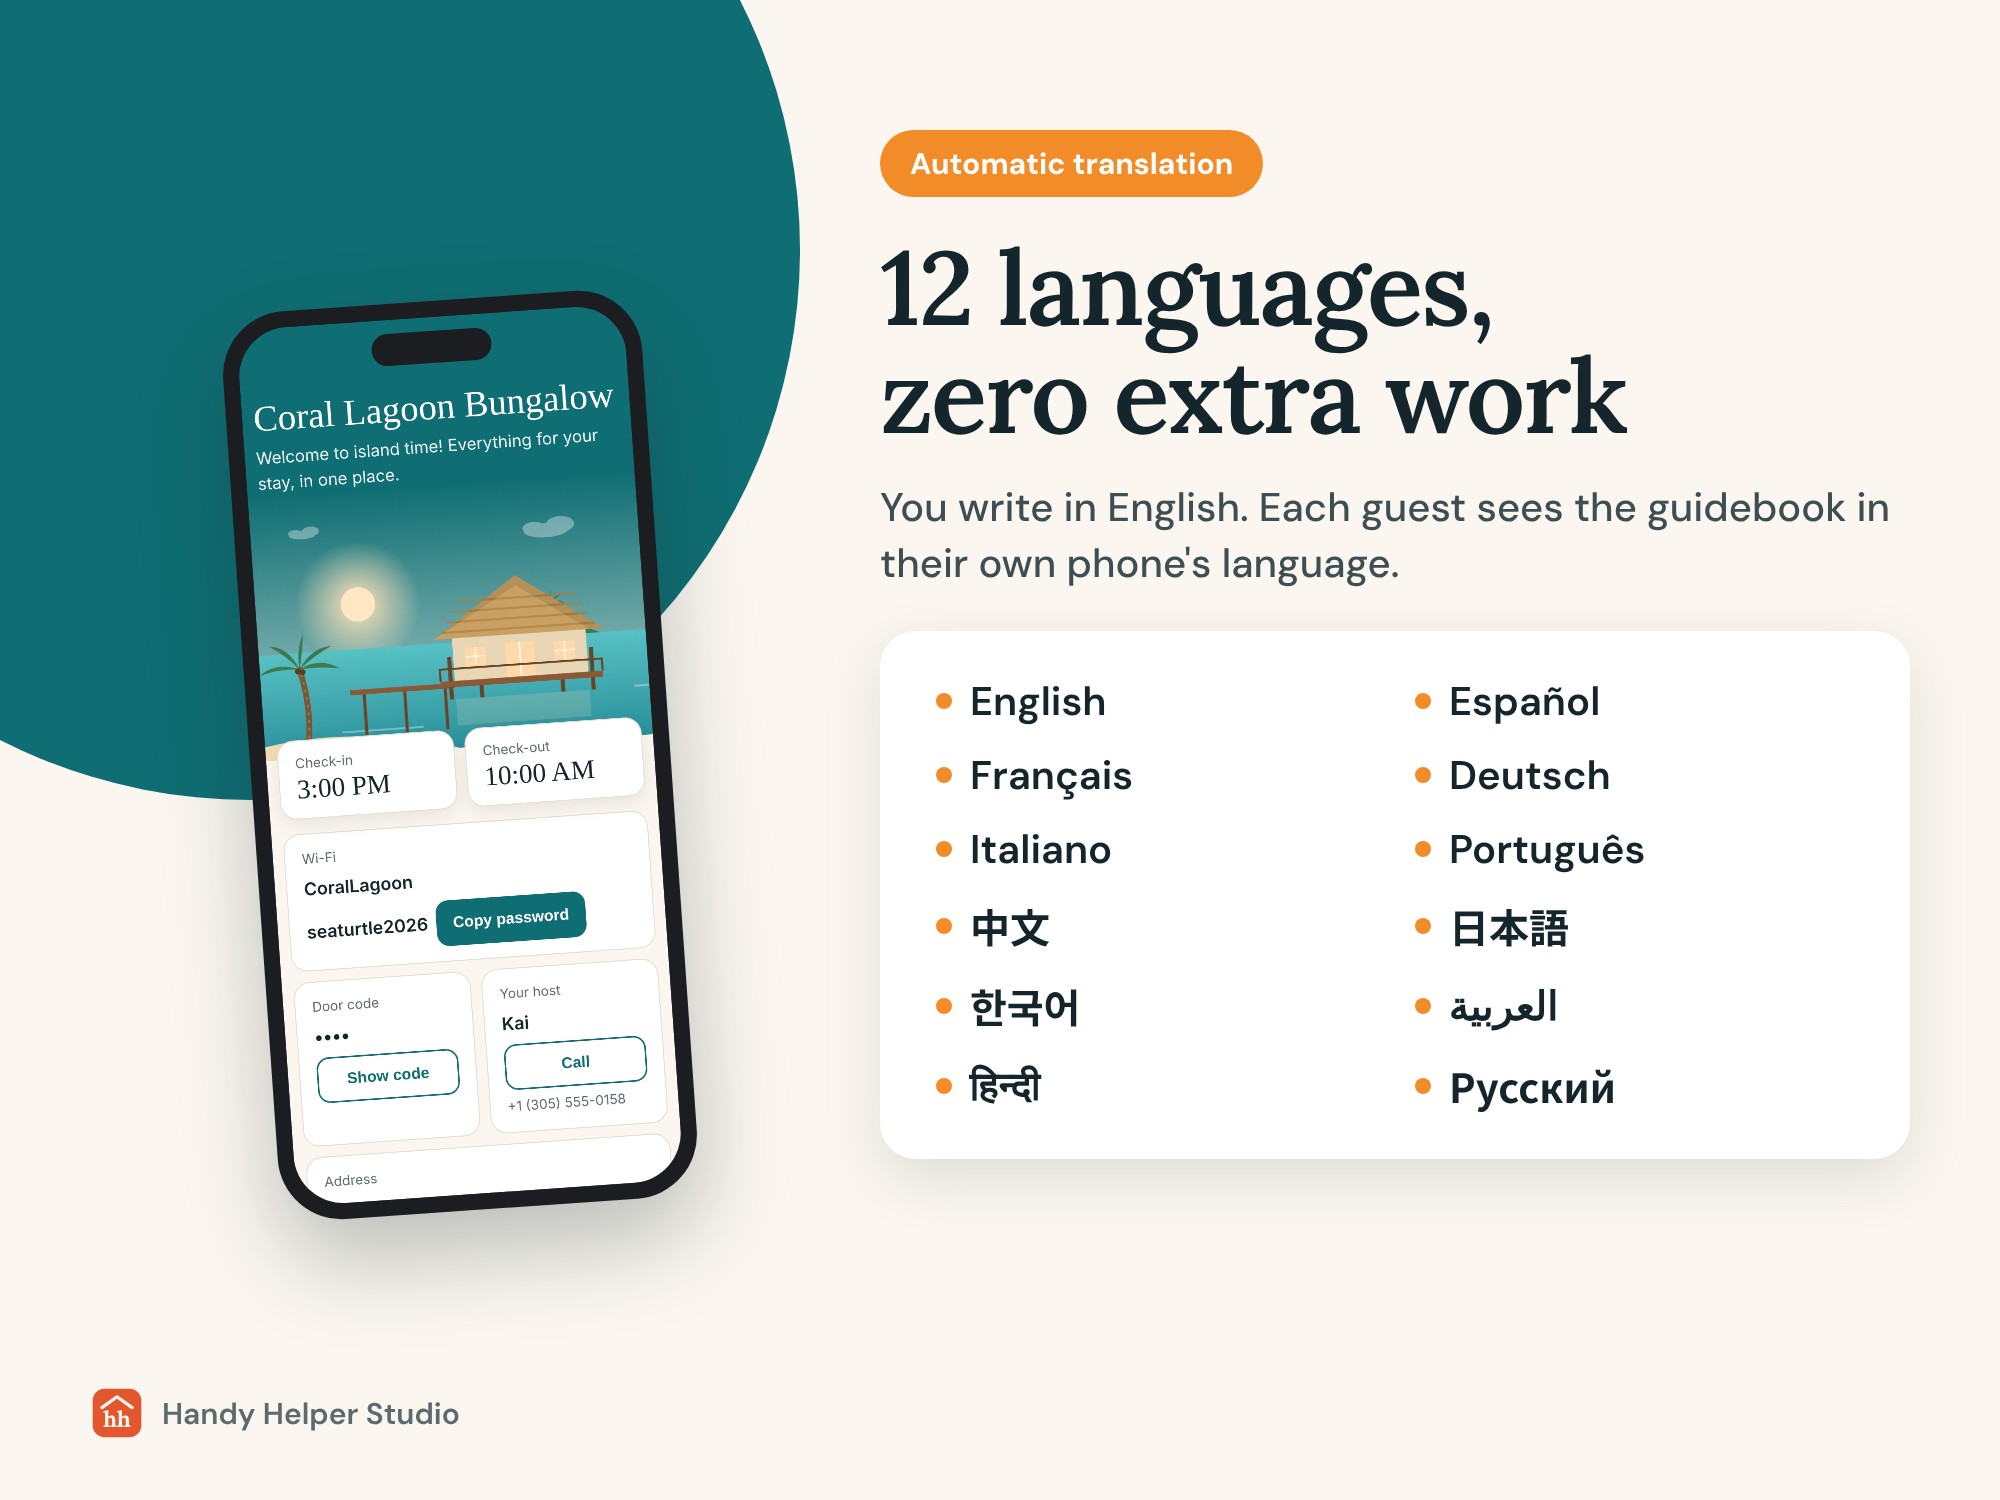 Automatic translation
12 languages,
zero extra work
You write in English. Each guest sees the guidebook in
their own phone's language.
English
Español
Français
Deutsch
Italiano
Português
中文
日本語
한국어
العربية
हिन्दी
Русский
Coral Lagoon Bungalow
Welcome to island time! Everything for your
stay, in one place.
Check-in
3:00 PM
Check-out
10:00 AM
Wi-Fi
CoralLagoon
seaturtle2026
Copy password
Door code
••••
Show code
Your host
Kai
Call
+1 (305) 555-0158
Address
hh
Handy Helper Studio